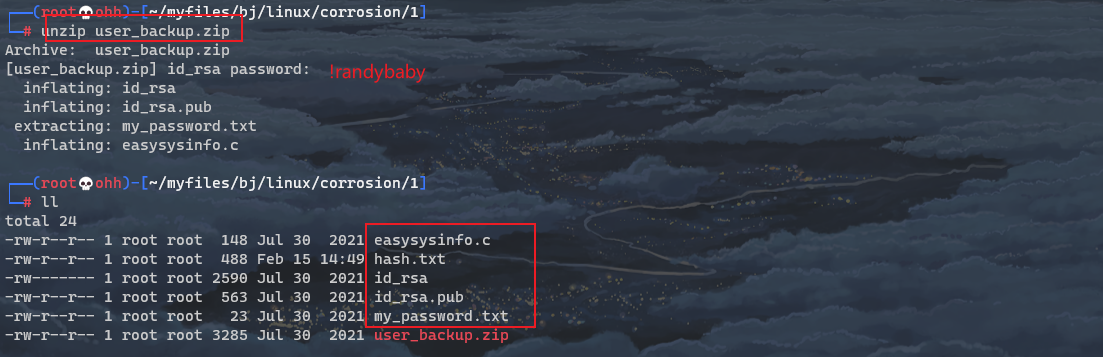 ┌──(root💀ohh)-[~/myfiles/bj/linux/corrosion/1]
└─# unzip user_backup.zip
Archive:  user_backup.zip
[user_backup.zip] id_rsa password: !randybaby
  inflating: id_rsa
  inflating: id_rsa.pub
 extracting: my_password.txt
  inflating: easysysinfo.c
┌──(root💀ohh)-[~/myfiles/bj/linux/corrosion/1]
└─# ll
total 24
-rw-r--r-- 1 root root  148 Jul 30  2021 easysysinfo.c
-rw-r--r-- 1 root root  488 Feb 15 14:49 hash.txt
-rw------- 1 root root 2590 Jul 30  2021 id_rsa
-rw-r--r-- 1 root root  563 Jul 30  2021 id_rsa.pub
-rw-r--r-- 1 root root   23 Jul 30  2021 my_password.txt
-rw-r--r-- 1 root root 3285 Jul 30  2021 user_backup.zip